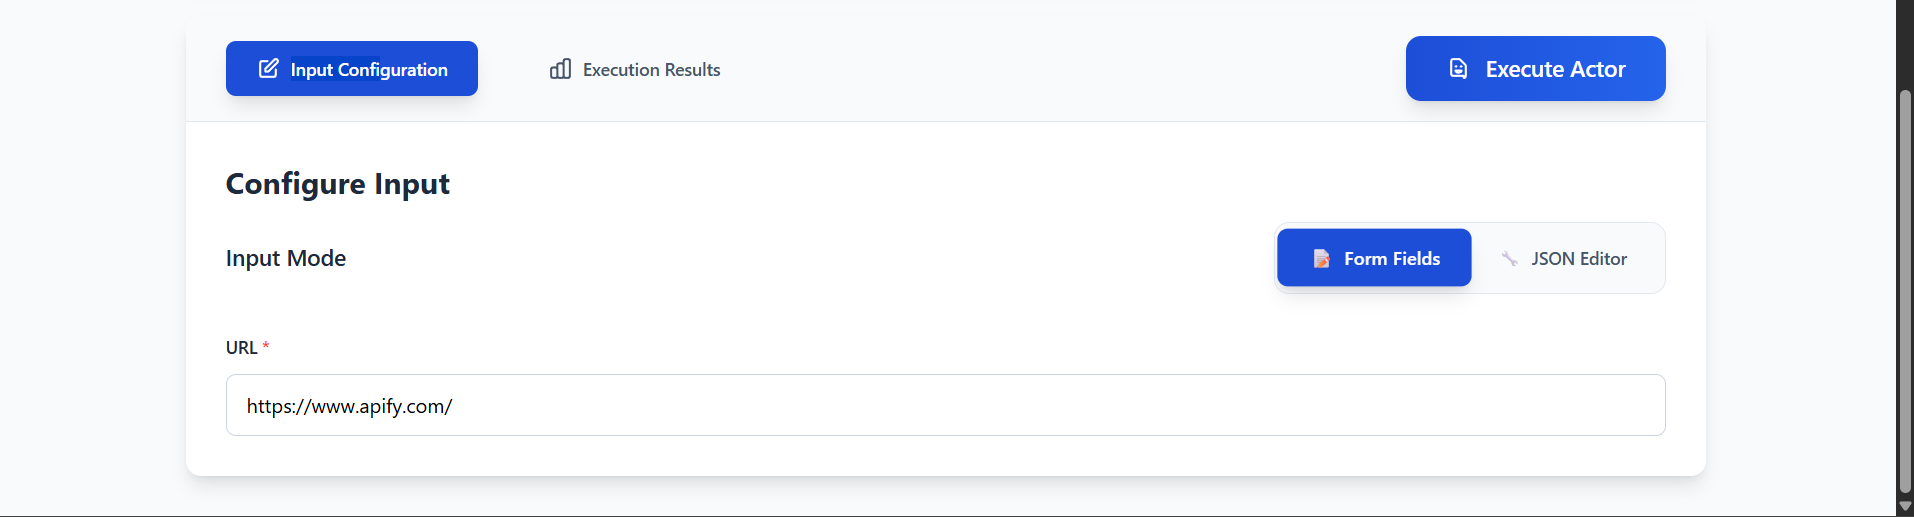 Input Configuration
Execution Results
Execute Actor
Configure Input
Input Mode
Form Fields
JSON Editor
URL *
https://www.apify.com/